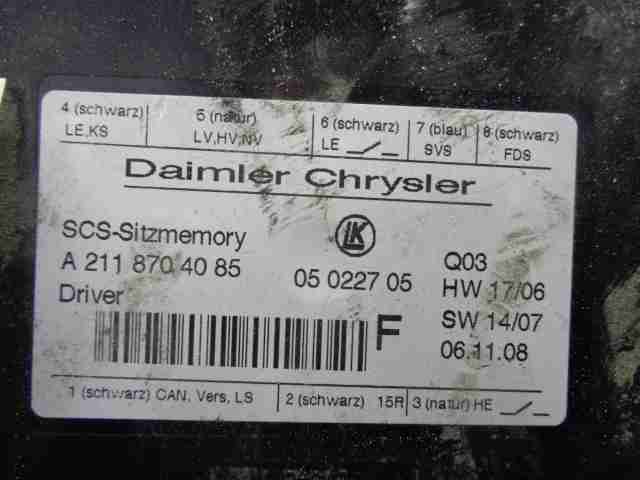 4 (schwarz) 5 (natur) 6 (schwarz) 7 (blau) 8 (schwarz)
LE,KS LV,HV,NV LE SVS FDS
Daimler Chrysler
SCS-Sitzmemory LK Q03
A 211 870 40 85 05 0227 05 HW 17/06
Driver F SW 14/07
06.11.08
1 (schwarz) CAN, Vers, LS 2 (schwarz) 15R 3 (natur) HE